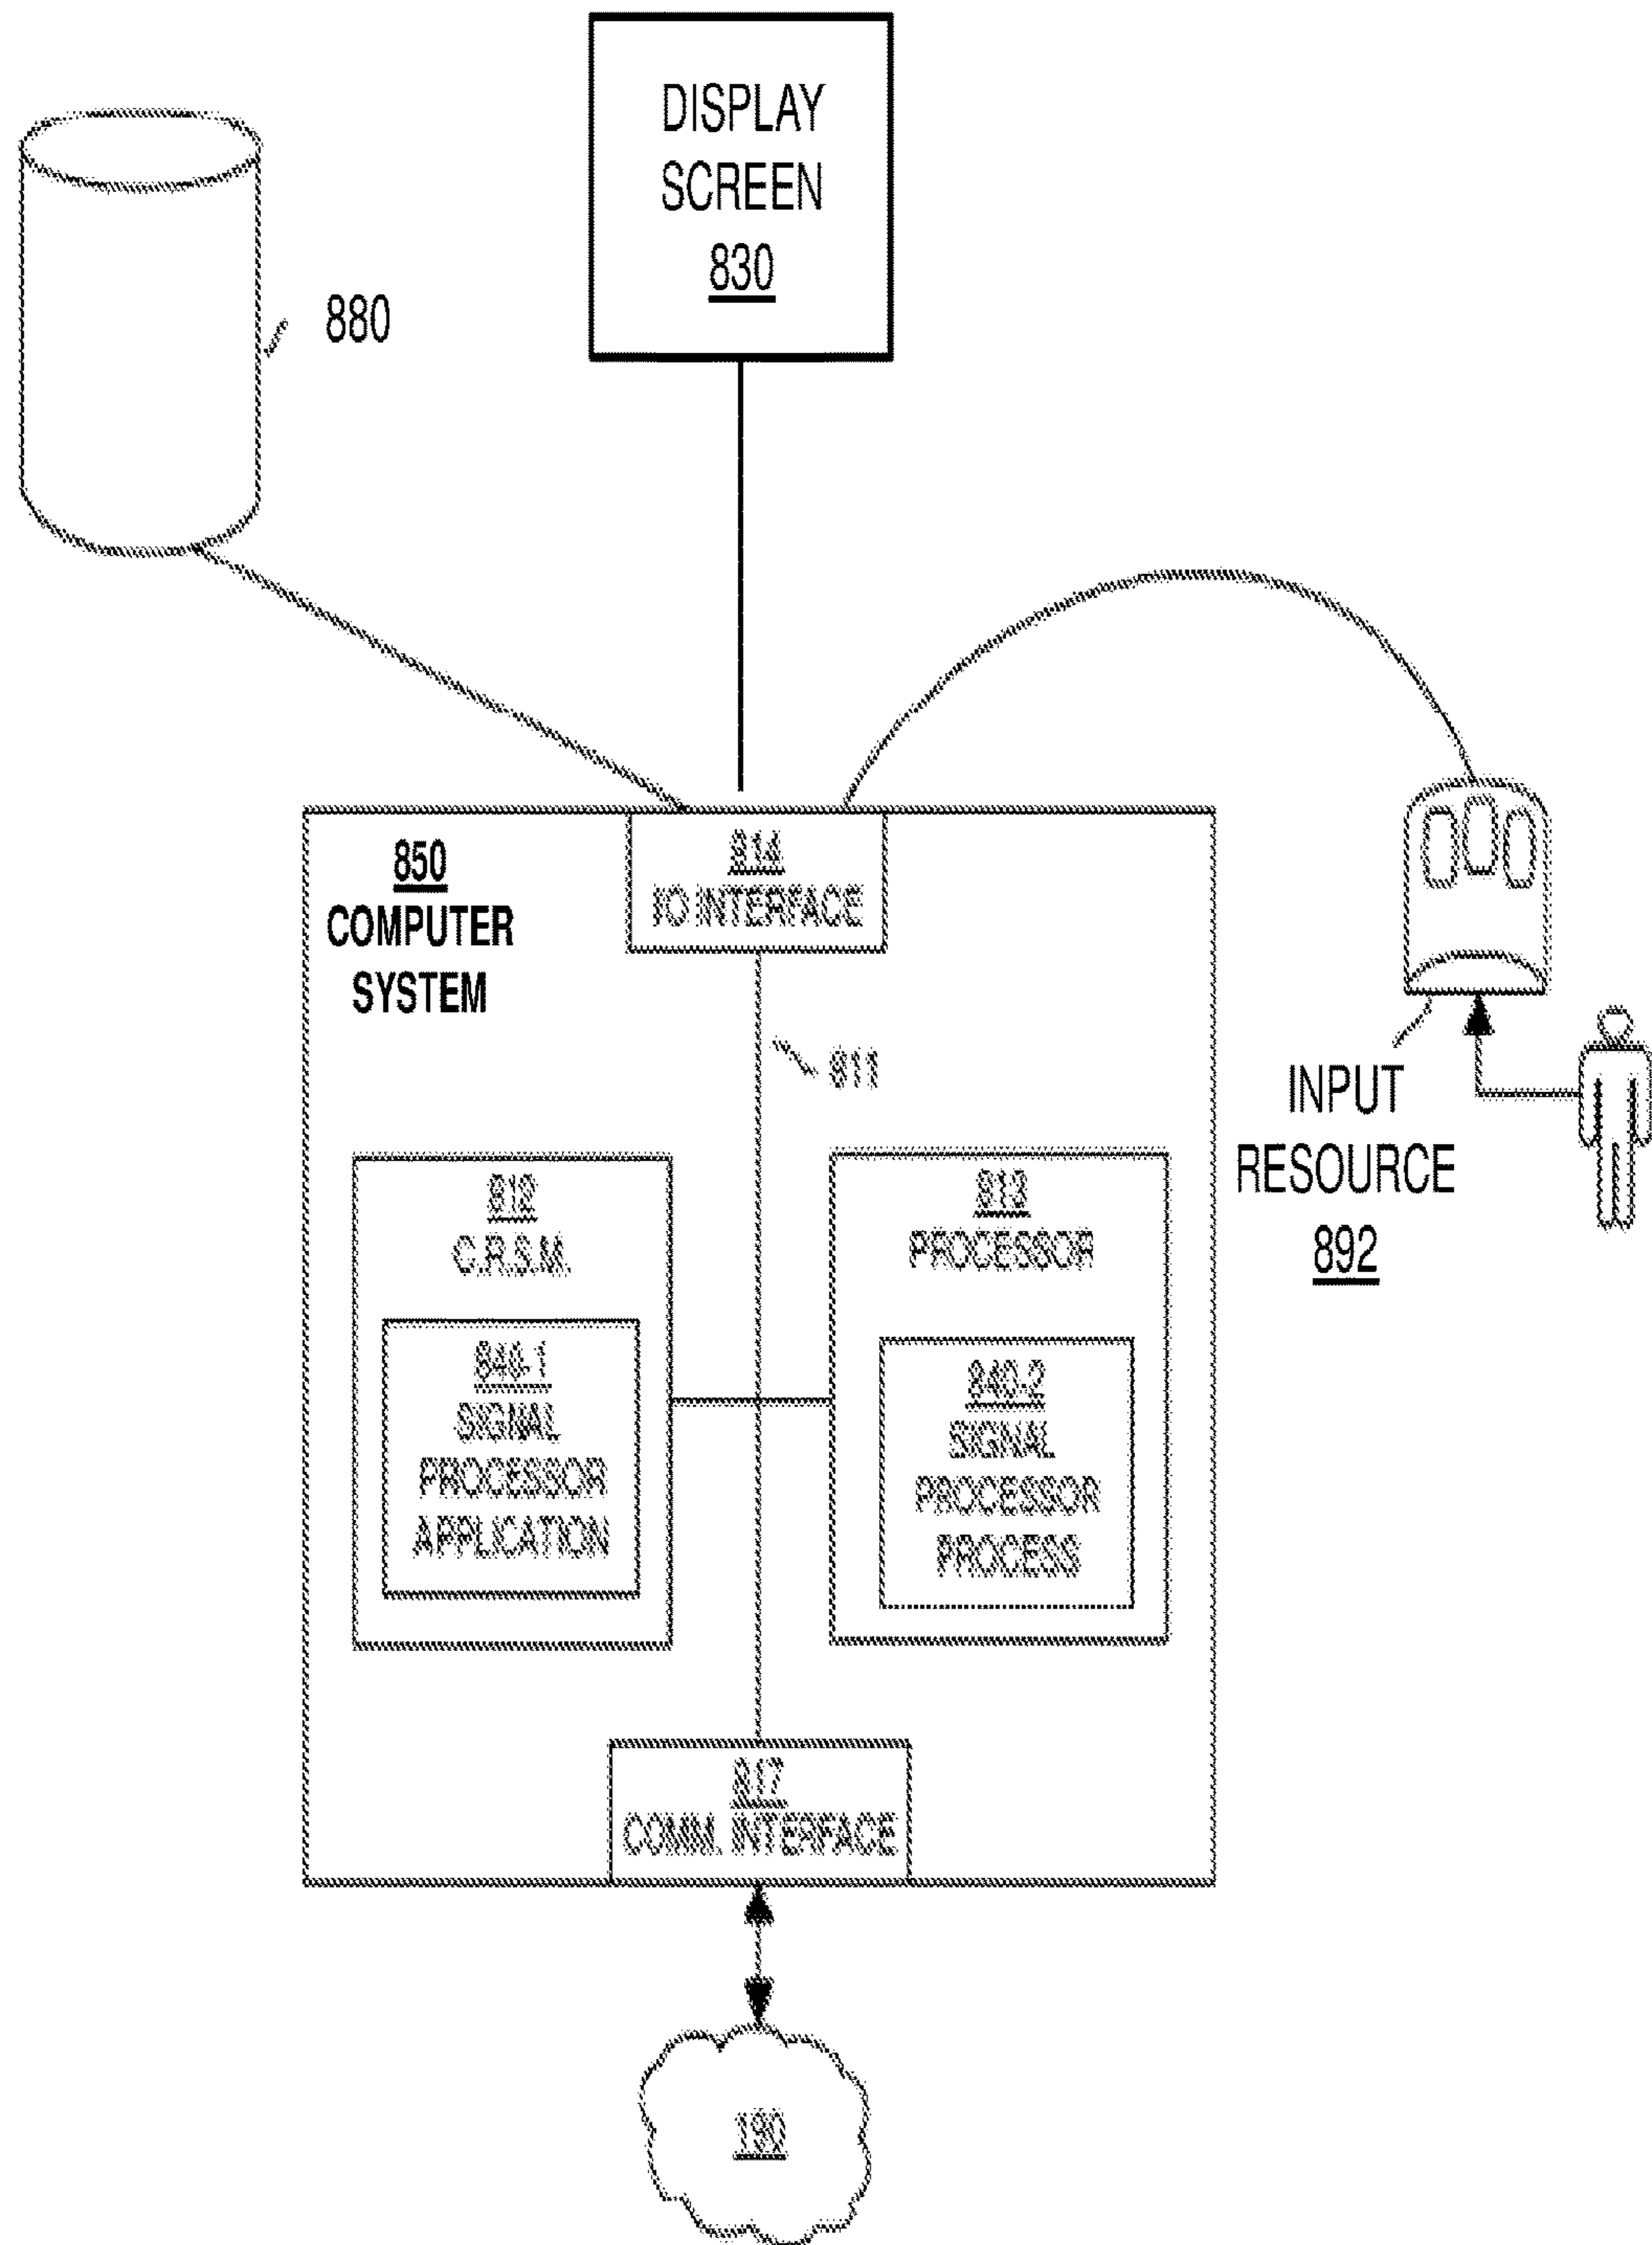 DISPLAY
SCREEN
830
880
850
COMPUTER
SYSTEM
814
I/O INTERFACE
811
INPUT
RESOURCE
892
812
C.R.S.M.
840-1
SIGNAL
PROCESSOR
APPLICATION
813
PROCESSOR
840-2
SIGNAL
PROCESSOR
PROCESS
817
COMM. INTERFACE
190